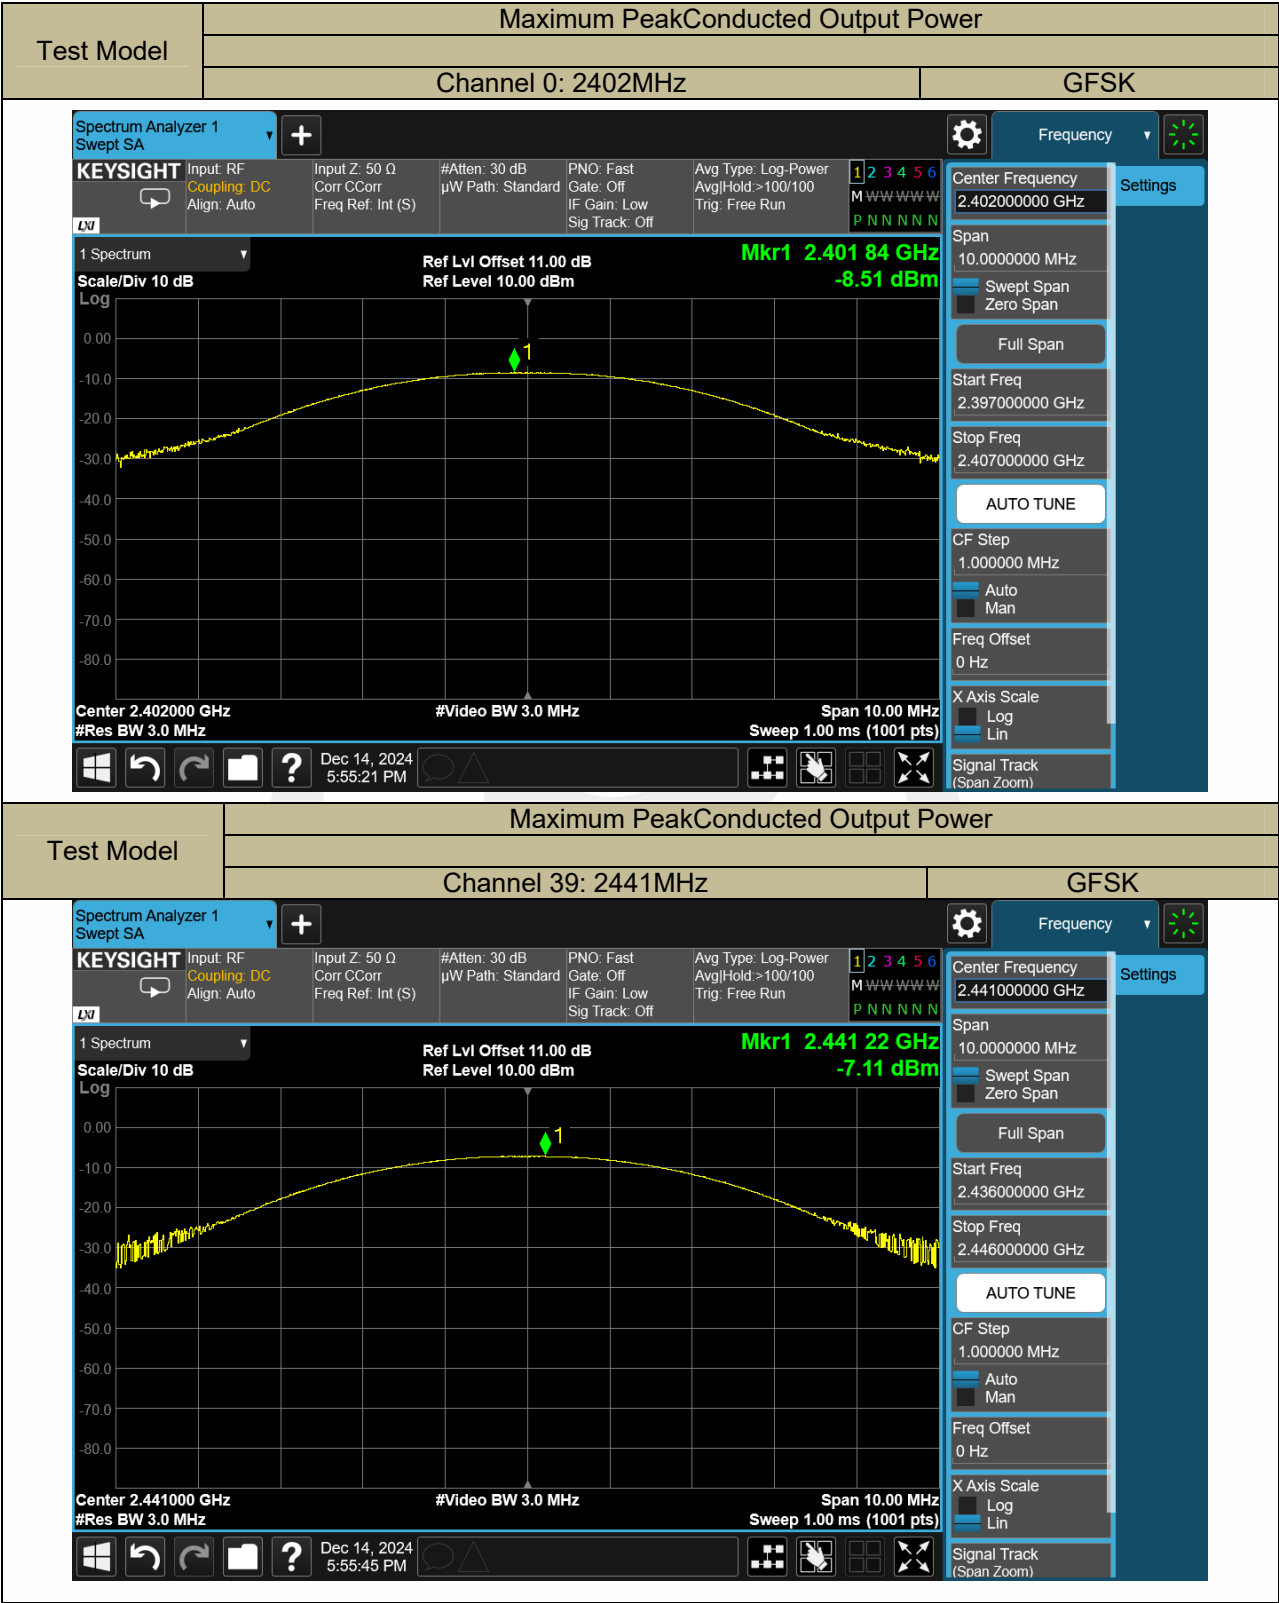 Test Model
Maximum PeakConducted Output Power
Channel 0: 2402MHz
GFSK
Spectrum Analyzer 1
Swept SA
Frequency
KEYSIGHT
LXI
Input: RF
Coupling: DC
Align: Auto
Input Z: 50 Ω
Corr CCorr
Freq Ref: Int (S)
#Atten: 30 dB
µW Path: Standard
PNO: Fast
Gate: Off
IF Gain: Low
Sig Track: Off
Avg Type: Log-Power
Avg|Hold:>100/100
Trig: Free Run
1 2 3 4 5 6
M W W W W W
P N N N N N
1 Spectrum
Scale/Div 10 dB
Log
Ref Lvl Offset 11.00 dB
Ref Level 10.00 dBm
Mkr1 2.401 84 GHz
-8.51 dBm
1
0.00
-10.0
-20.0
-30.0
-40.0
-50.0
-60.0
-70.0
-80.0
Center 2.402000 GHz
#Res BW 3.0 MHz
#Video BW 3.0 MHz
Span 10.00 MHz
Sweep 1.00 ms (1001 pts)
Dec 14, 2024
5:55:21 PM
Center Frequency
2.402000000 GHz
Span
10.0000000 MHz
Swept Span
Zero Span
Full Span
Start Freq
2.397000000 GHz
Stop Freq
2.407000000 GHz
AUTO TUNE
CF Step
1.000000 MHz
Auto
Man
Freq Offset
0 Hz
X Axis Scale
Log
Lin
Signal Track
(Span Zoom)
Settings
Test Model
Maximum PeakConducted Output Power
Channel 39: 2441MHz
GFSK
Spectrum Analyzer 1
Swept SA
Frequency
KEYSIGHT
LXI
Input: RF
Coupling: DC
Align: Auto
Input Z: 50 Ω
Corr CCorr
Freq Ref: Int (S)
#Atten: 30 dB
µW Path: Standard
PNO: Fast
Gate: Off
IF Gain: Low
Sig Track: Off
Avg Type: Log-Power
Avg|Hold:>100/100
Trig: Free Run
1 2 3 4 5 6
M W W W W W
P N N N N N
1 Spectrum
Scale/Div 10 dB
Log
Ref Lvl Offset 11.00 dB
Ref Level 10.00 dBm
Mkr1 2.441 22 GHz
-7.11 dBm
1
0.00
-10.0
-20.0
-30.0
-40.0
-50.0
-60.0
-70.0
-80.0
Center 2.441000 GHz
#Res BW 3.0 MHz
#Video BW 3.0 MHz
Span 10.00 MHz
Sweep 1.00 ms (1001 pts)
Dec 14, 2024
5:55:45 PM
Center Frequency
2.441000000 GHz
Span
10.0000000 MHz
Swept Span
Zero Span
Full Span
Start Freq
2.436000000 GHz
Stop Freq
2.446000000 GHz
AUTO TUNE
CF Step
1.000000 MHz
Auto
Man
Freq Offset
0 Hz
X Axis Scale
Log
Lin
Signal Track
(Span Zoom)
Settings